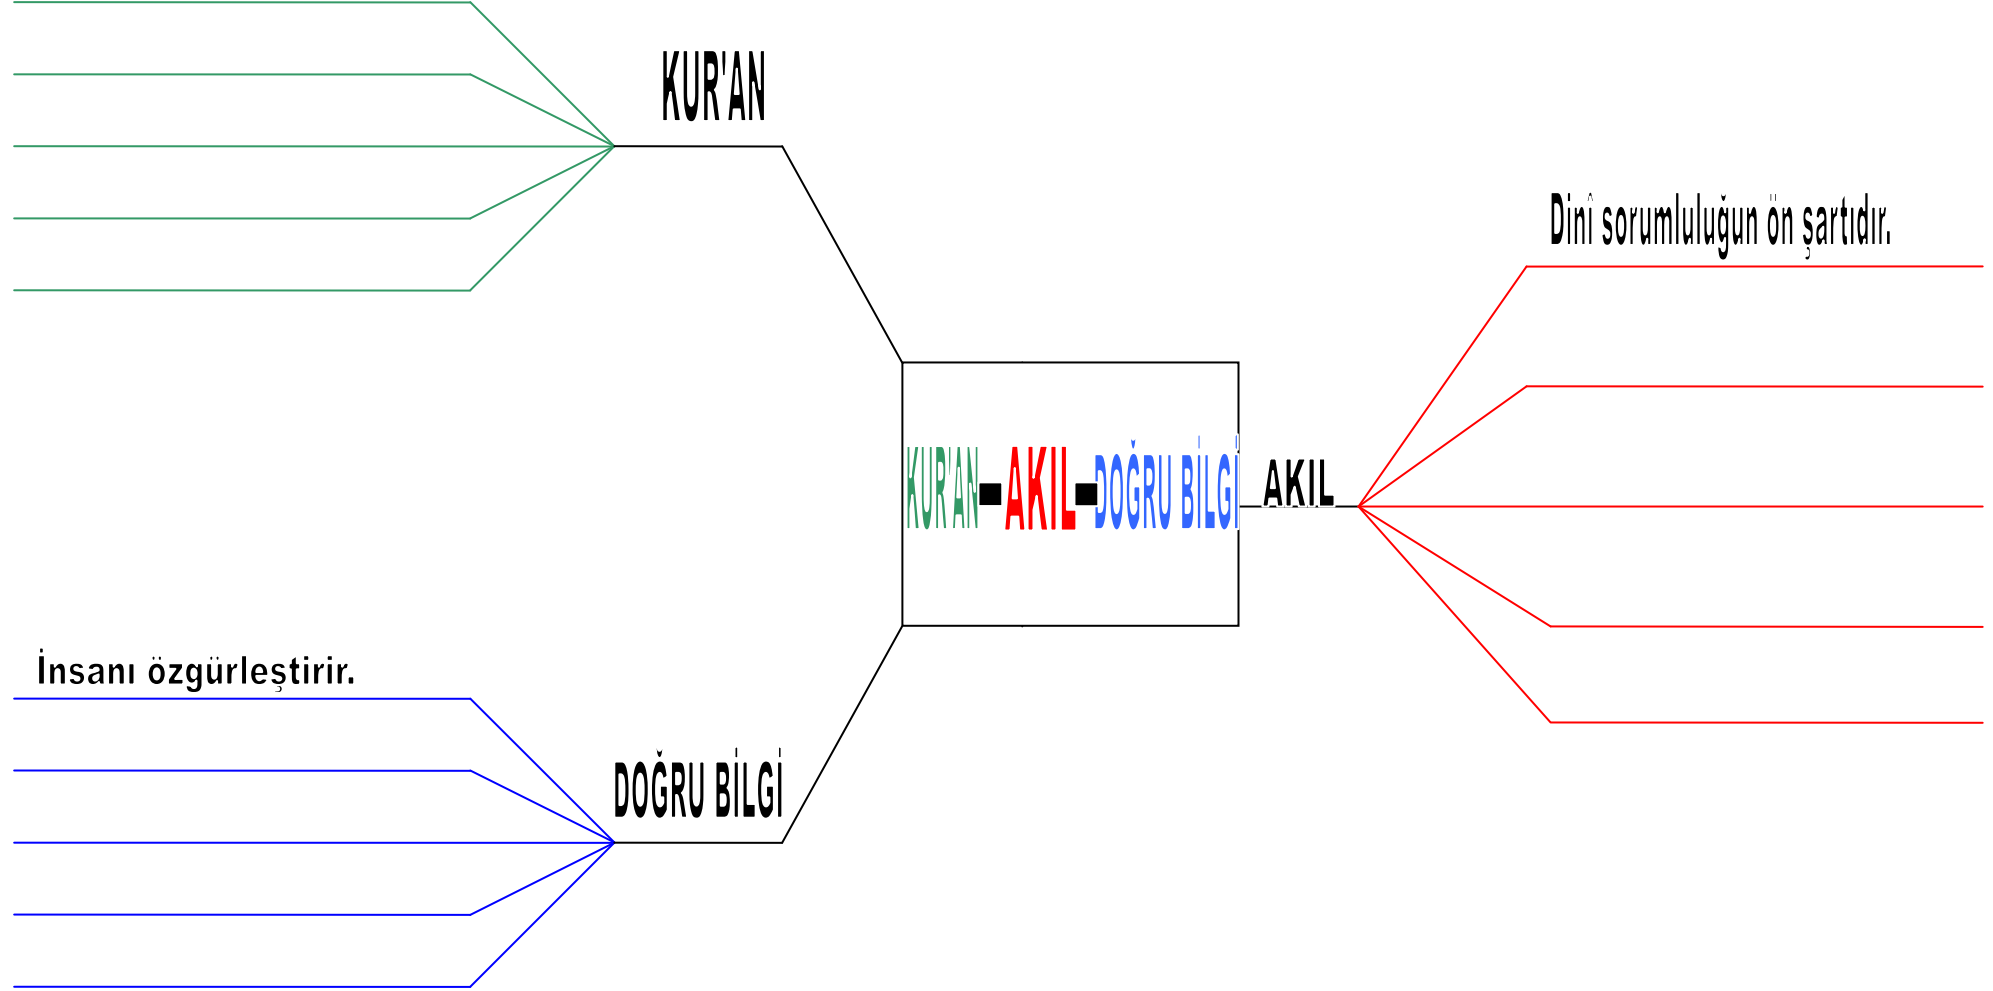 KUR'AN
Dinî sorumluluğun ön şartıdır.
KUR'AN-AKIL-DOĞRU BİLGİ
AKIL
İnsanı özgürleştirir.
DOĞRU BİLGİ